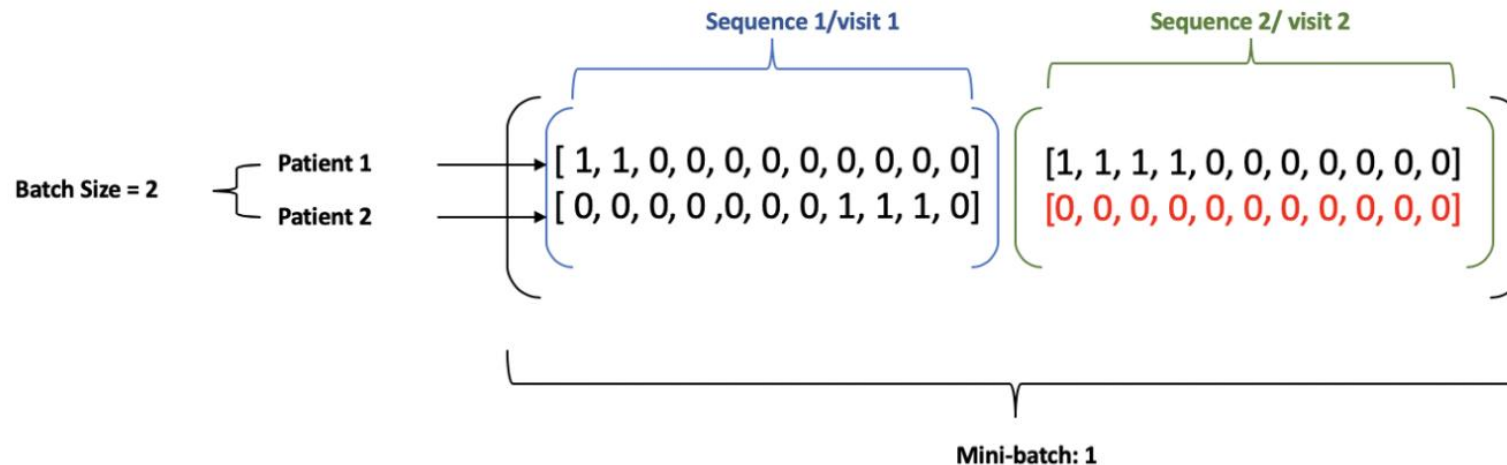 Sequence 1/visit 1
Sequence 2/ visit 2
Batch Size = 2
Patient 1
[ 1, 1, 0, 0, 0, 0, 0, 0, 0, 0, 0]
[1, 1, 1, 1, 0, 0, 0, 0, 0, 0, 0]
Patient 2
[ 0, 0, 0, 0 ,0, 0, 0, 1, 1, 1, 0]
[0, 0, 0, 0, 0, 0, 0, 0, 0, 0, 0]
Mini-batch: 1